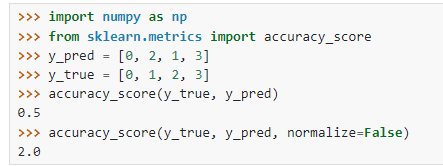 >>> import numpy as np
>>> from sklearn.metrics import accuracy_score
>>> y_pred = [0, 2, 1, 3]
>>> y_true = [0, 1, 2, 3]
>>> accuracy_score(y_true, y_pred)
0.5
>>> accuracy_score(y_true, y_pred, normalize=False)
2.0